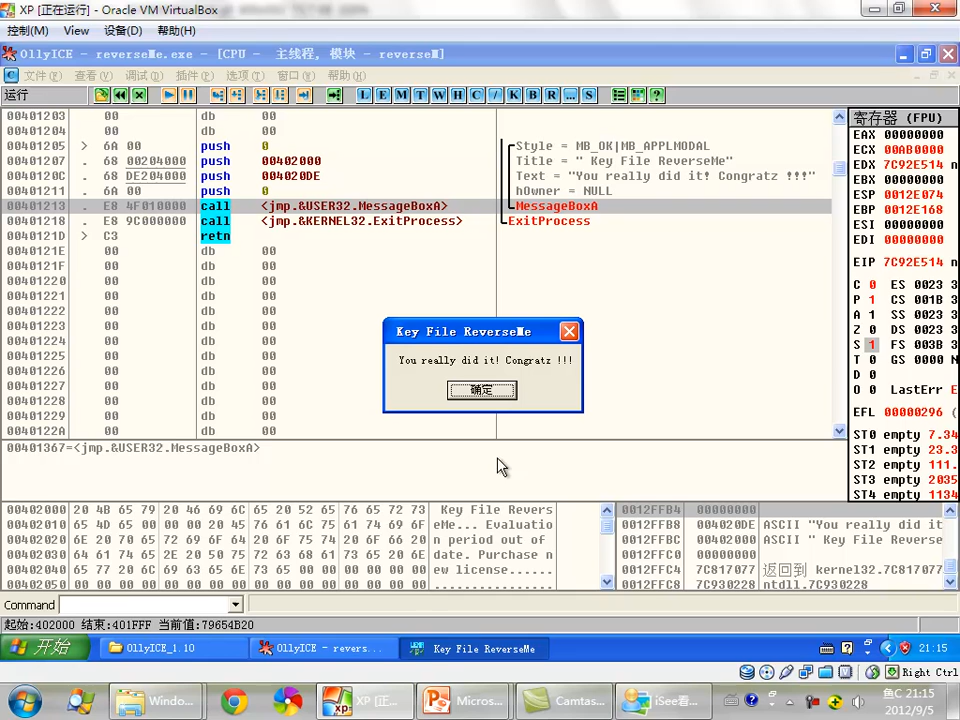 XP [正在运行] - Oracle VM VirtualBox
控制(M) View 设备(D) 帮助(H)
OllyICE - reverseMe.exe - [CPU - 主线程, 模块 - reverseM]
C 文件(F) 查看(V) 调试(D) 插件(P) 选项(T) 窗口(W) 帮助(H)
运行 L E M T W H C / K B R ... S ?
00401203 00 db 00
00401204 00 db 00
00401205 > 6A 00 push 0 Style = MB_OK|MB_APPLMODAL
00401207 . 68 00204000 push 00402000 Title = " Key File ReverseMe"
0040120C . 68 DE204000 push 004020DE Text = "You really did it! Congratz !!!"
00401211 . 6A 00 push 0 hOwner = NULL
00401213 . E8 4F010000 call <jmp.&USER32.MessageBoxA> MessageBoxA
00401218 . E8 9C000000 call <jmp.&KERNEL32.ExitProcess> ExitProcess
0040121D > C3 retn
0040121E 00 db 00
0040121F 00 db 00
00401220 00 db 00
00401221 00 db 00
00401222 00 db 00
00401223 00 db 00
00401224 00 db 00
00401225 00 db 00
00401226 00 db 00
00401227 00 db 00
00401228 00 db 00
00401229 00 db 00
0040122A 00 db 00
寄存器 (FPU)
EAX 00000000
ECX 00AB0000
EDX 7C92E514 n
EBX 00000000
ESP 0012E074
EBP 0012E168
ESI 00000000
EDI 00000000
EIP 7C92E514 n
C 0 ES 0023 3
P 1 CS 001B 3
A 1 SS 0023 3
Z 0 DS 0023 3
S 1 FS 003B 3
T 0 GS 0000 N
D 0
O 0 LastErr E
EFL 00000296 (
ST0 empty 7.34
ST1 empty 23.3
ST2 empty 111.
ST3 empty 2035
ST4 empty 1134
Key File ReverseMe
You really did it! Congratz !!!
确定
00401367=<jmp.&USER32.MessageBoxA>
00402000 20 4B 65 79 20 46 69 6C 65 20 52 65 76 65 72 73 Key File Revers
00402010 65 4D 65 00 00 00 20 45 76 61 6C 75 61 74 69 6F eMe... Evaluatio
00402020 6E 20 70 65 72 69 6F 64 20 6F 75 74 20 6F 66 20 n period out of
00402030 64 61 74 65 2E 20 50 75 72 63 68 61 73 65 20 6E date. Purchase n
00402040 65 77 20 6C 69 63 65 6E 73 65 00 00 00 00 00 00 ew license......
00402050 00 00 00 00 00 00 00 00 00 00 00 00 00 00 00 00 ................
0012FFB4 00000000
0012FFB8 004020DE ASCII "You really did it
0012FFBC 00402000 ASCII " Key File Reverse
0012FFC0 00000000
0012FFC4 7C817077 返回到 kernel32.7C817077
0012FFC8 7C930228 ntdll.7C930228
Command
起始:402000 结束:401FFF 当前值:79654B20
开始 OllyICE_1.10 OllyICE - revers... Key File ReverseMe 21:15
Right Ctrl
Windo... XP [正... Micros... Camtas... iSee看... 鱼C 21:15
2012/9/5